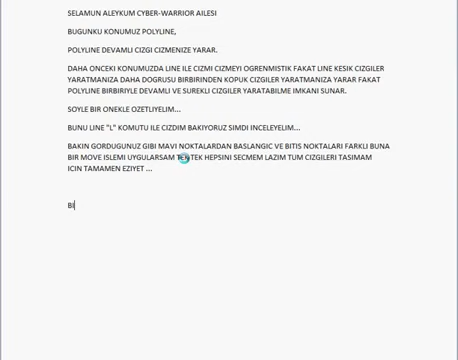 SELAMUN ALEYKUM CYBER-WARRIOR AILESI
BUGUNKU KONUMUZ POLYLINE,
POLYLINE DEVAMLI CIZGI CIZMENIZE YARAR.
DAHA ONCEKI KONUMUZDA LINE ILE CIZMI CIZMEYI OGRENMISTIK FAKAT LINE KESIK CIZGILER
YARATMANIZA DAHA DOGRUSU BIRBIRINDEN KOPUK CIZGILER YARATMANIZA YARAR FAKAT
POLYLINE BIRBIRIYLE DEVAMLI VE SUREKLI CIZGILER YARATABILME IMKANI SUNAR.
SOYLE BIR ONEKLE OZETLIYELIM...
BUNU LINE "L" KOMUTU ILE CIZDIM BAKIYORUZ SIMDI INCELEYELIM...
BAKIN GORDUGUNUZ GIBI MAVI NOKTALARDAN BASLANGIC VE BITIS NOKTALARI FARKLI BUNA
BIR MOVE ISLEMI UYGULARSAM TEK TEK HEPSINI SECMEM LAZIM TUM CIZGILERI TASIMAM
ICIN TAMAMEN EZIYET ...
BI